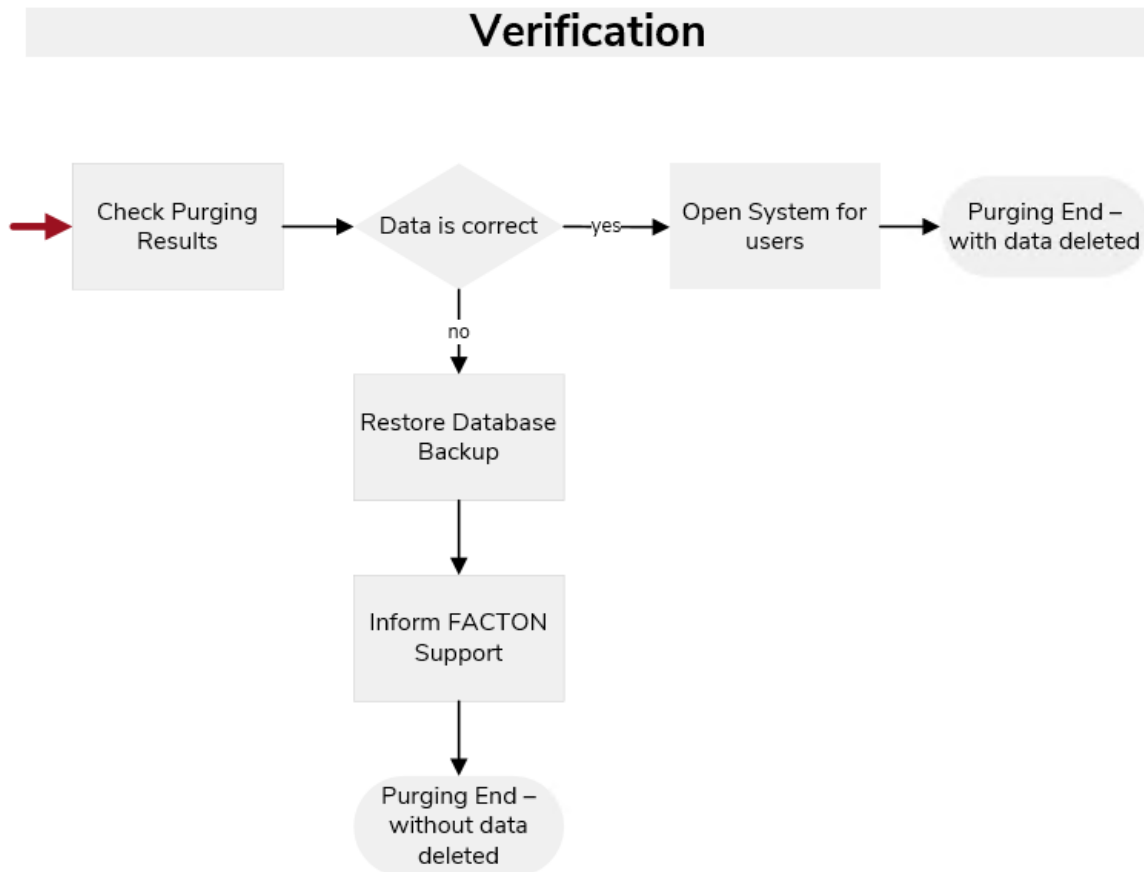 Verification
Check Purging
Results
Data is correct
yes
Open System for
users
Purging End –
with data deleted
no
Restore Database
Backup
Inform FACTON
Support
Purging End –
without data
deleted